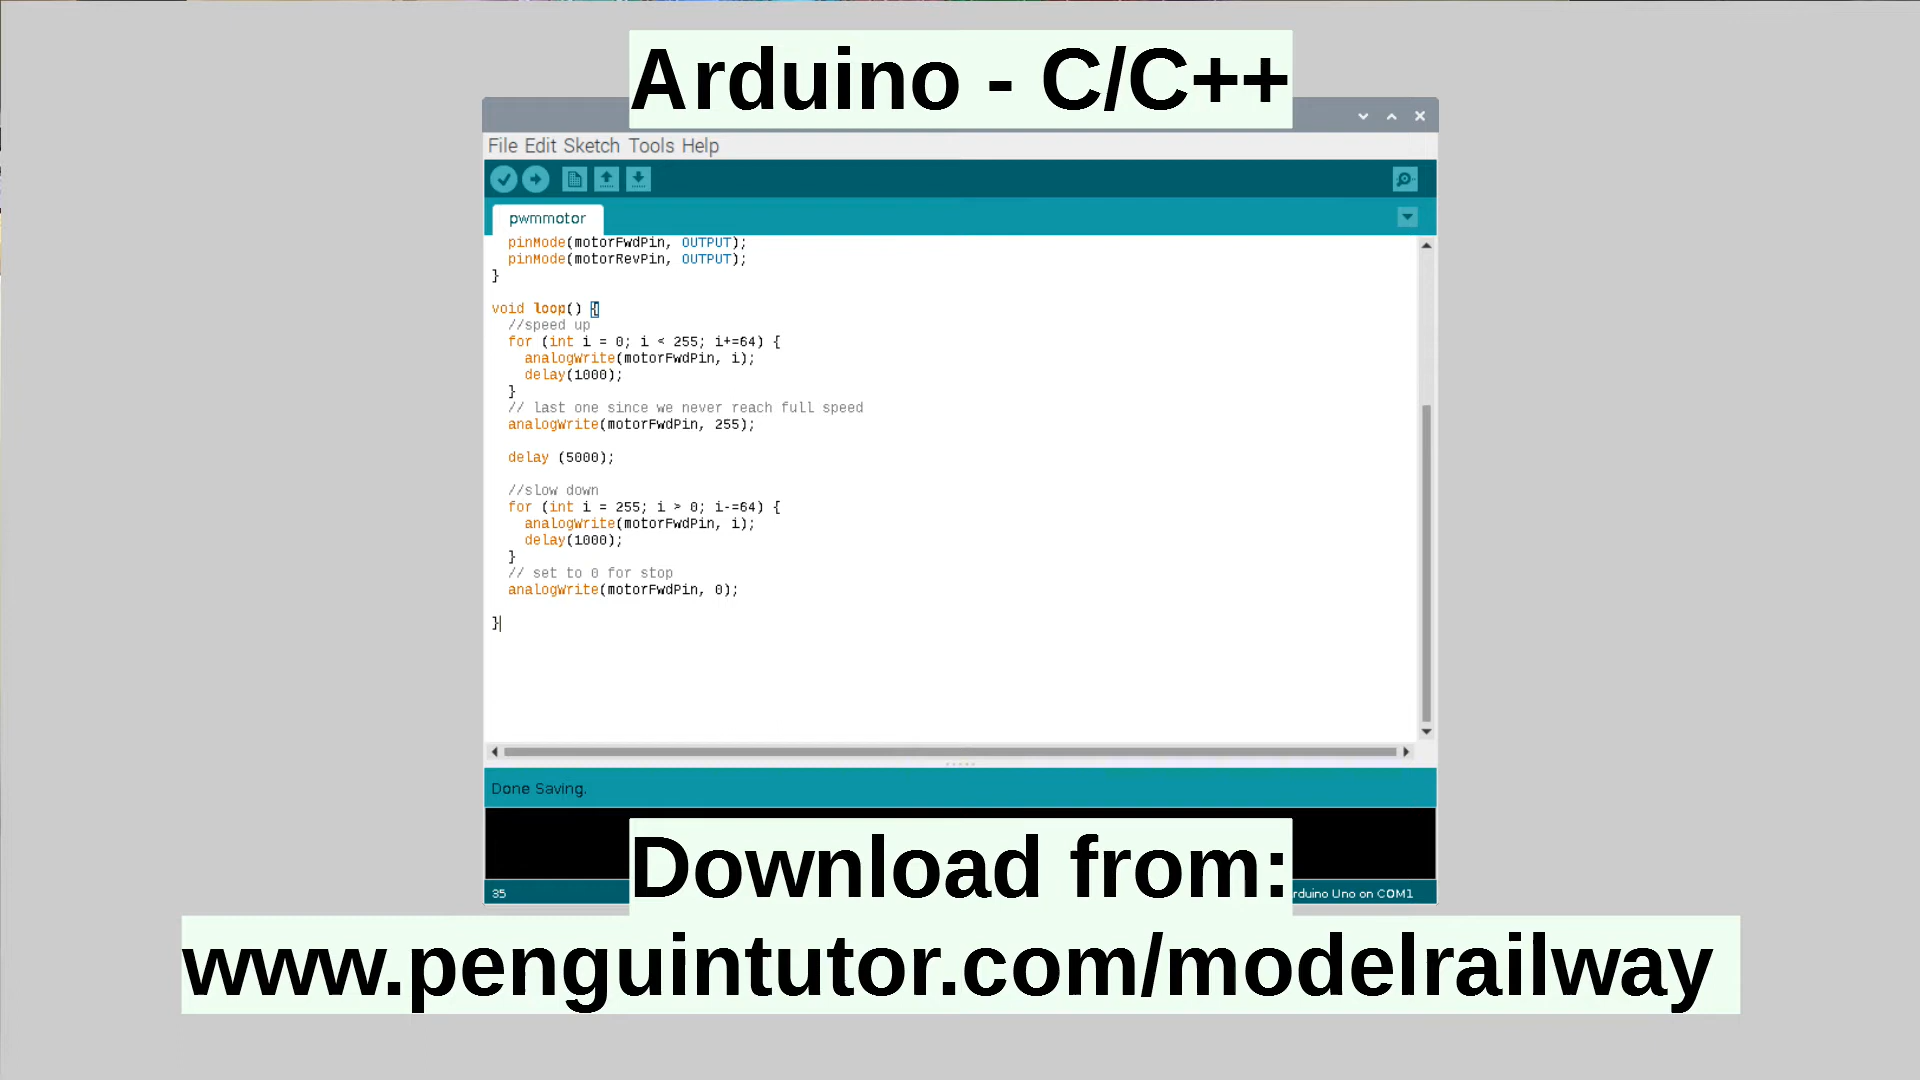 Arduino - C/C++
File Edit Sketch Tools Help
pwmmotor
pinMode(motorFwdPin, OUTPUT);
pinMode(motorRevPin, OUTPUT);
}
void loop() {
//speed up
for (int i = 0; i < 255; i+=64) {
analogWrite(motorFwdPin, i);
delay(1000);
}
// last one since we never reach full speed
analogWrite(motorFwdPin, 255);
delay (5000);
//slow down
for (int i = 255; i > 0; i-=64) {
analogWrite(motorFwdPin, i);
delay(1000);
}
// set to 0 for stop
analogWrite(motorFwdPin, 0);
}
Done Saving.
Download from:
35
rduino Uno on COM1
www.penguintutor.com/modelrailway